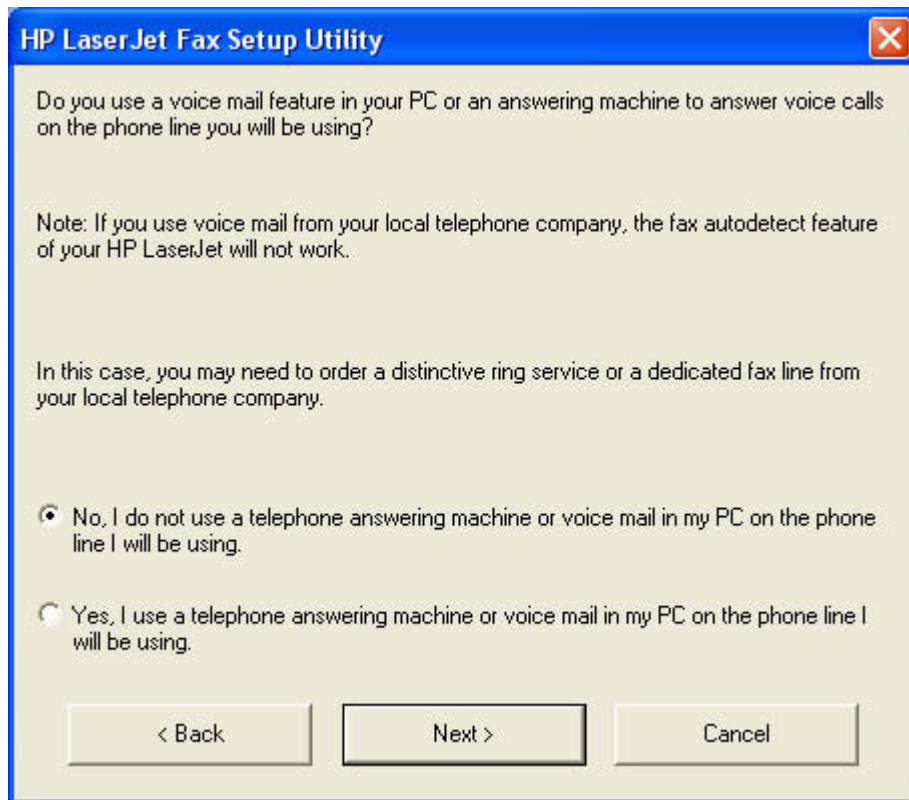 HP LaserJet Fax Setup Utility
Do you use a voice mail feature in your PC or an answering machine to answer voice calls
on the phone line you will be using?
Note: If you use voice mail from your local telephone company, the fax autodetect feature
of your HP LaserJet will not work.
In this case, you may need to order a distinctive ring service or a dedicated fax line from
your local telephone company.
No, I do not use a telephone answering machine or voice mail in my PC on the phone
line I will be using.
Yes, I use a telephone answering machine or voice mail in my PC on the phone line I
will be using.
< Back
Next >
Cancel